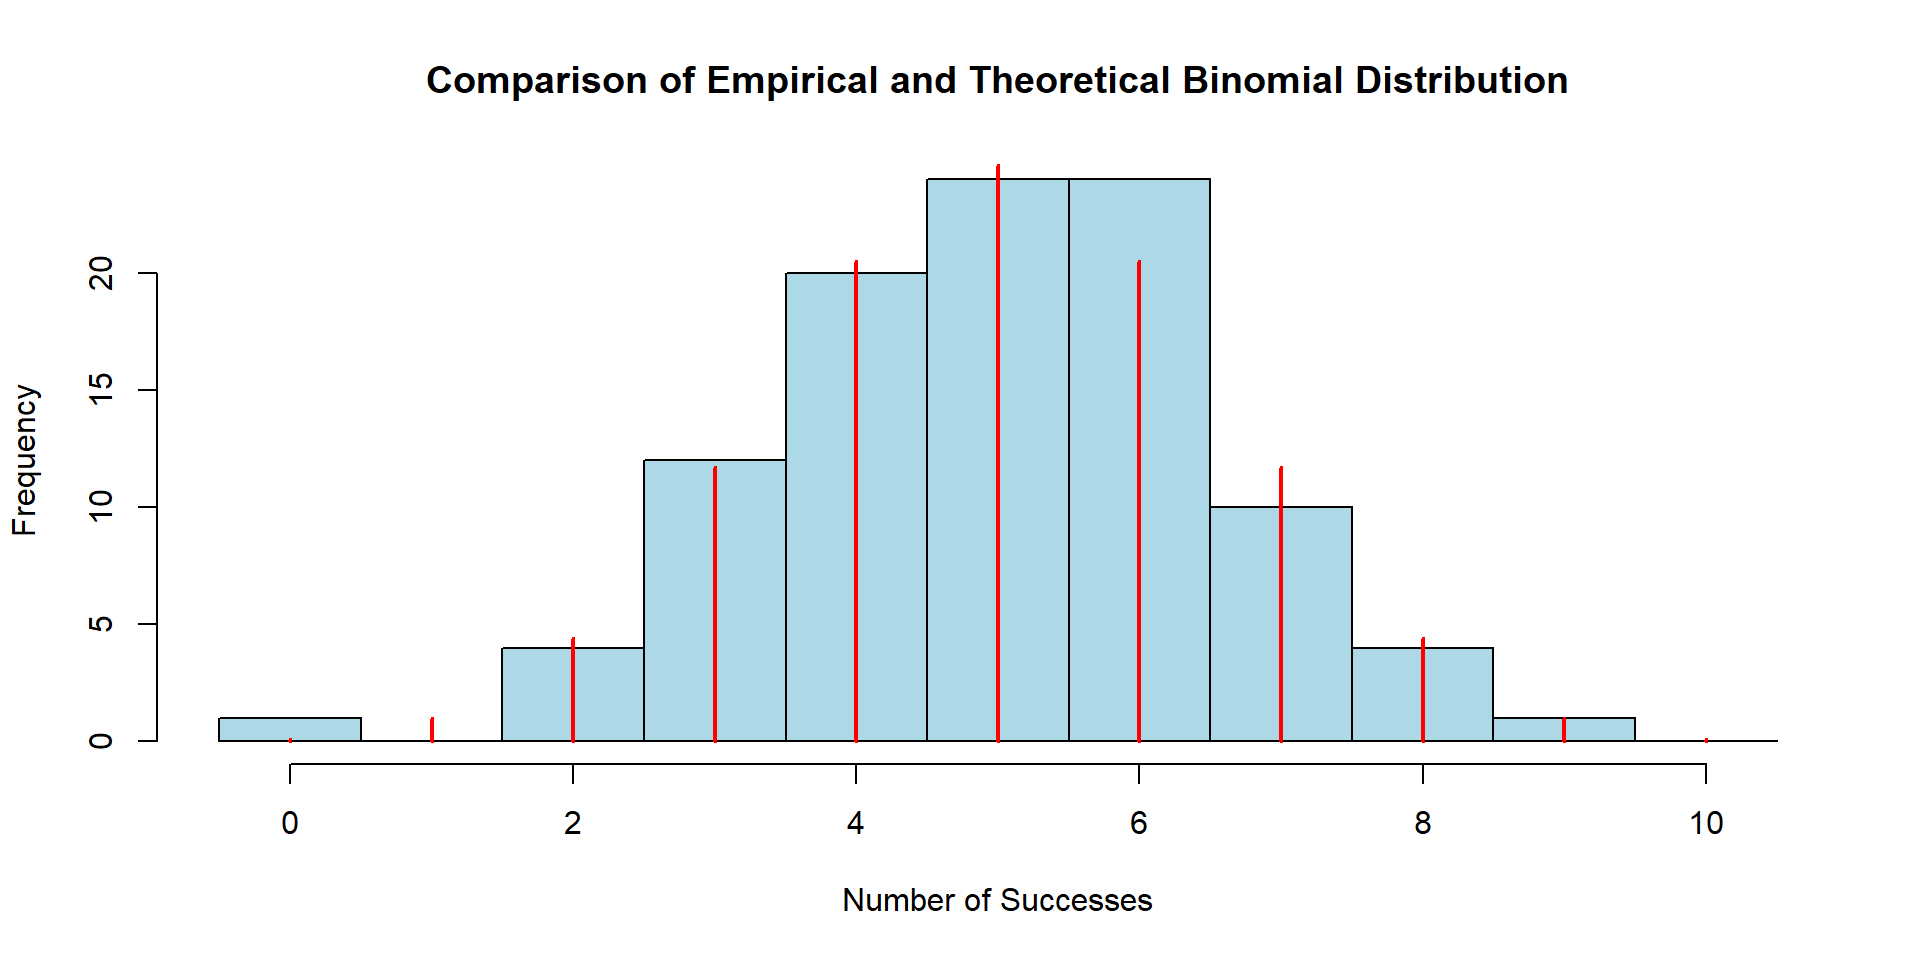 Comparison of Empirical and Theoretical Binomial Distribution
Frequency
20
15
10
5
0
0 2 4 6 8 10
Number of Successes